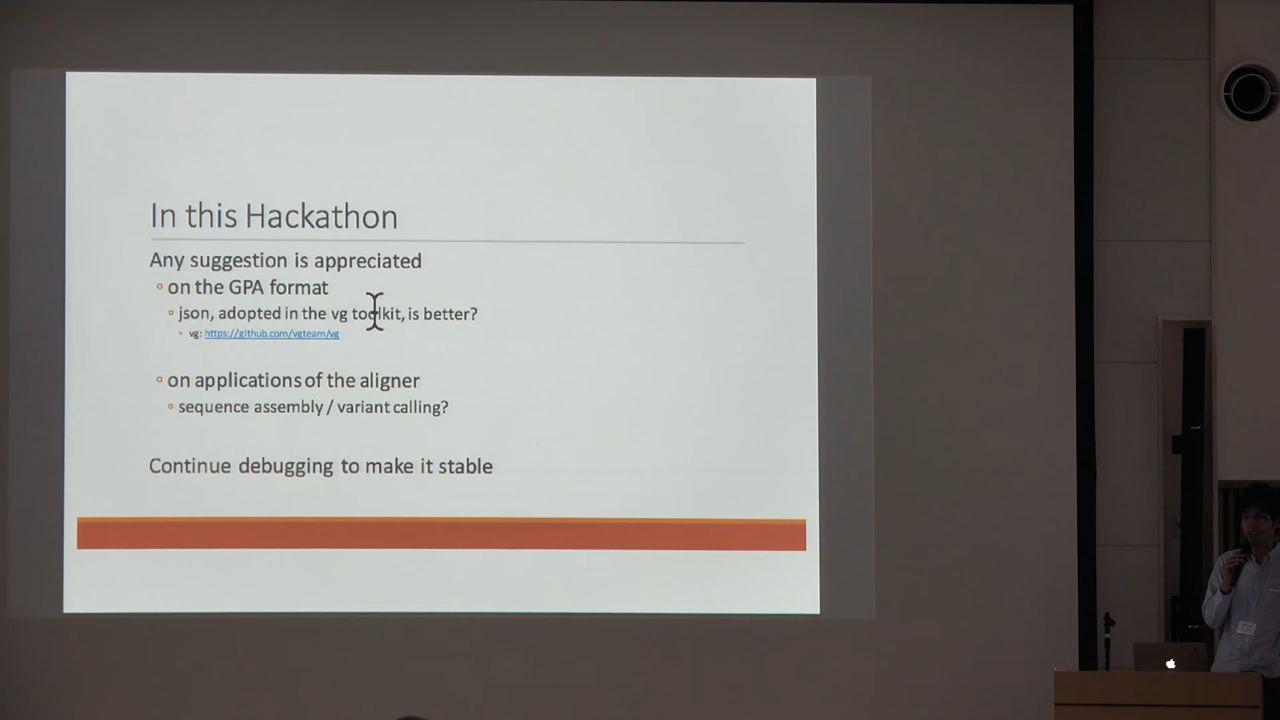 In this Hackathon
Any suggestion is appreciated
on the GPA format
json, adopted in the vg toolkit, is better?
vg: https://github.com/vgteam/vg
on applications of the aligner
sequence assembly / variant calling?
Continue debugging to make it stable